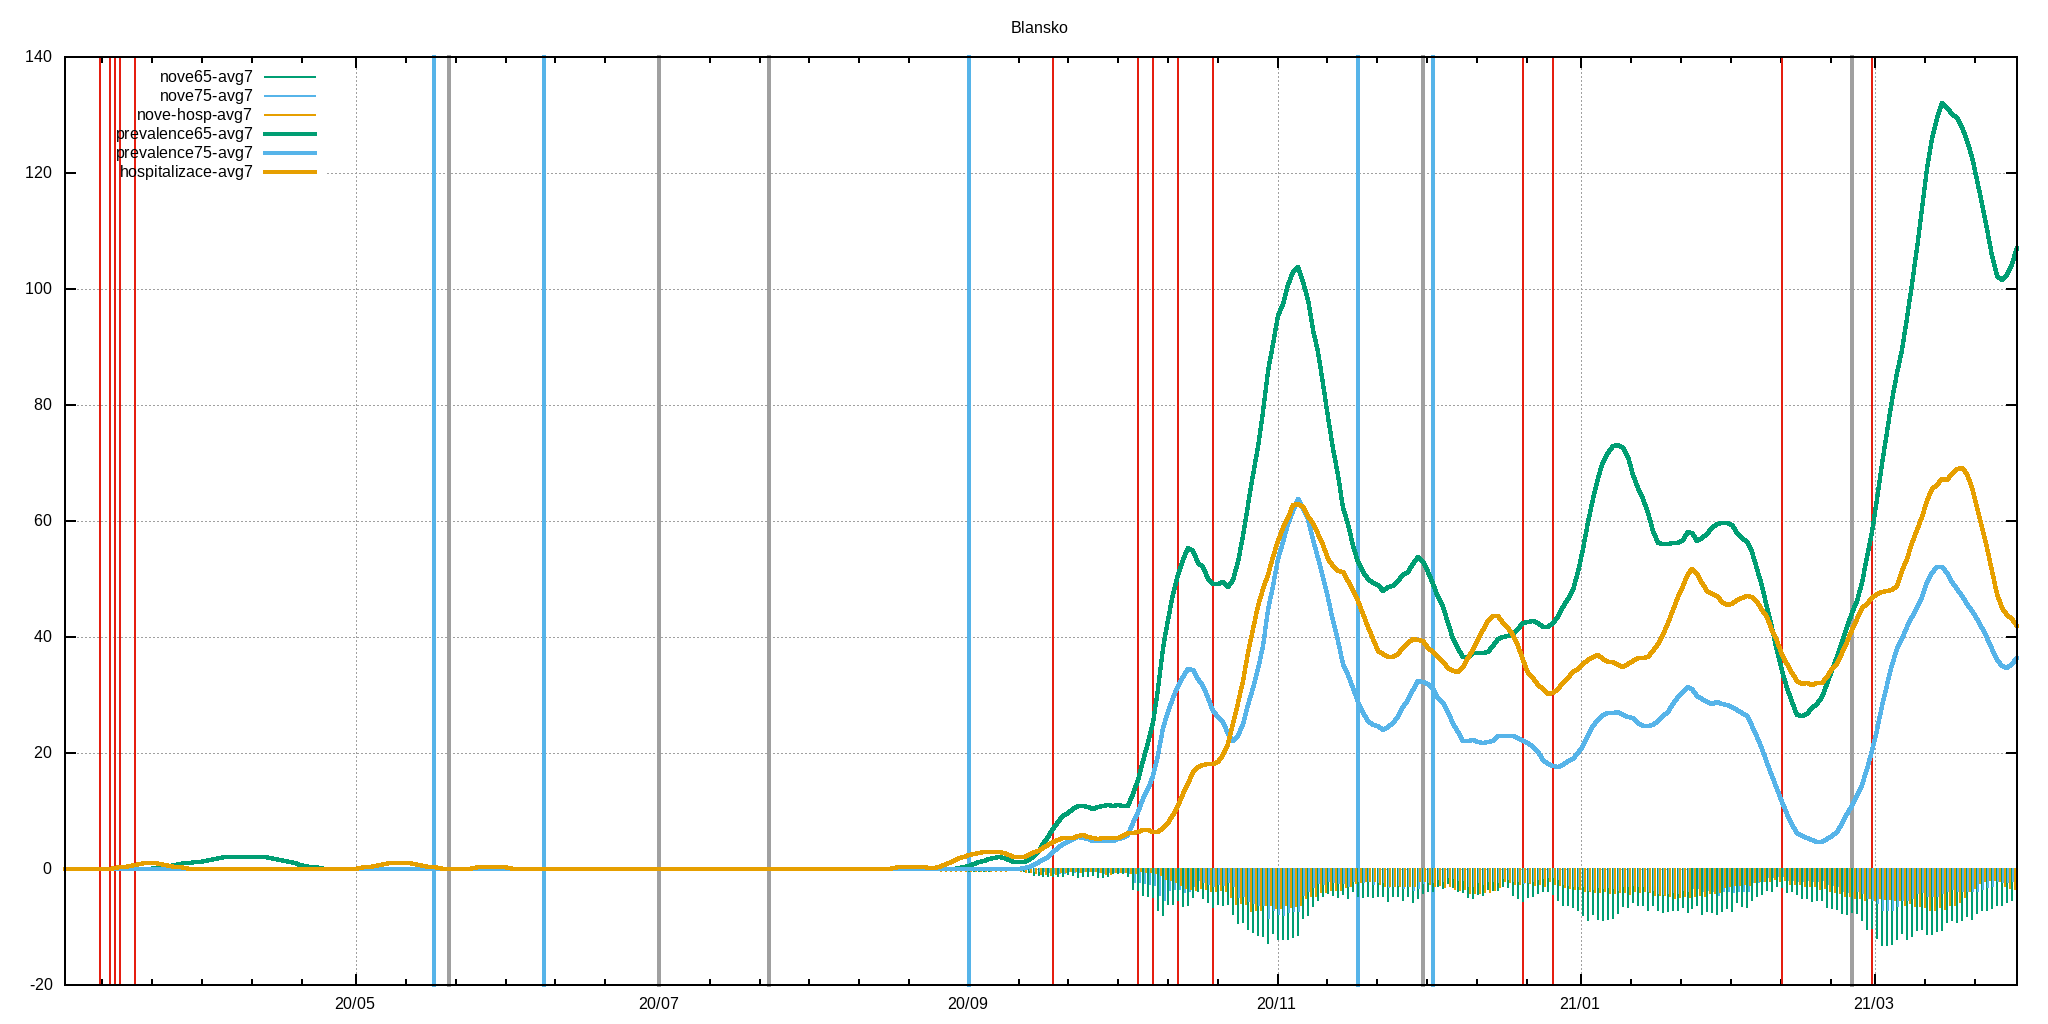 Blansko
140
120
100
80
60
40
20
0
-20
nove65-avg7
nove75-avg7
nove-hosp-avg7
prevalence65-avg7
prevalence75-avg7
hospitalizace-avg7
20/05
20/07
20/09
20/11
21/01
21/03